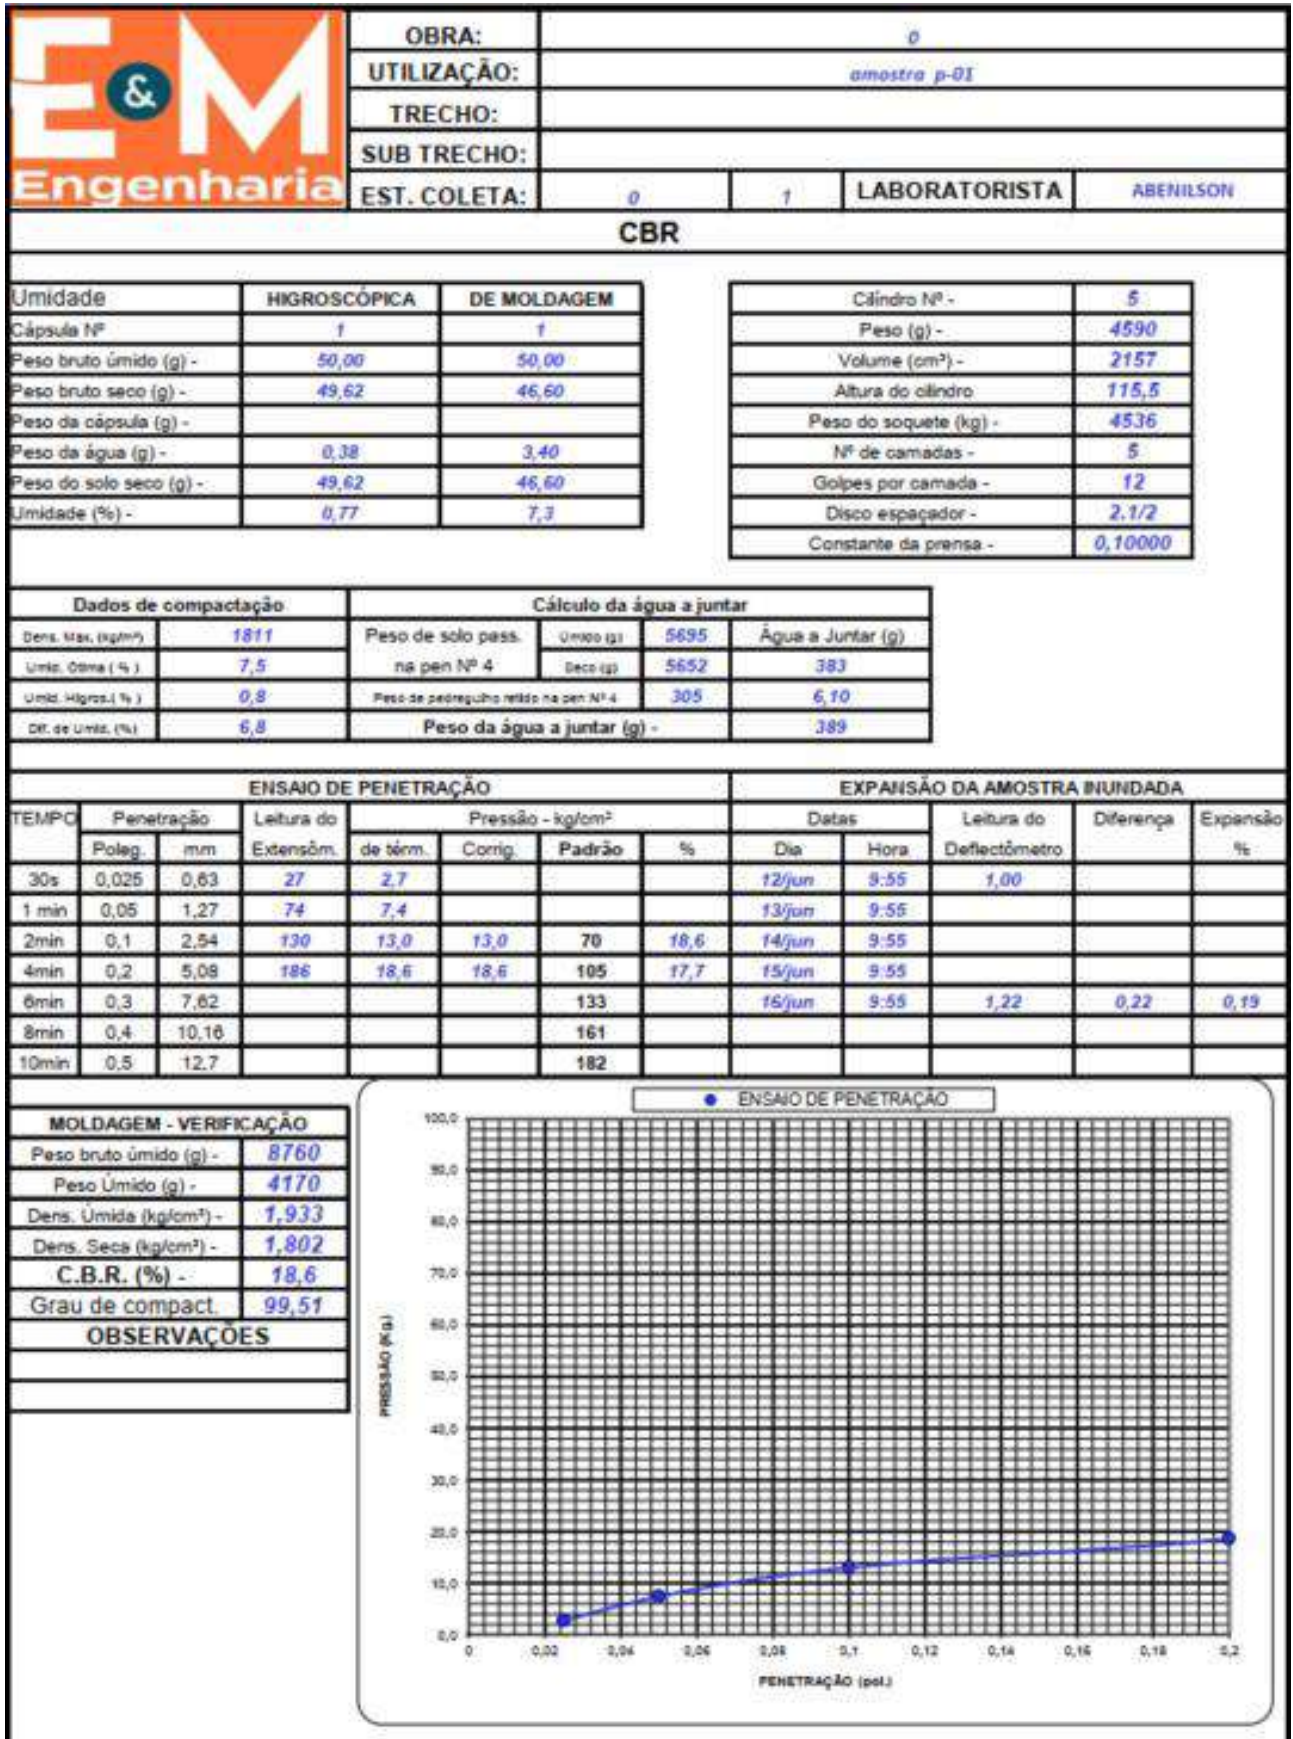 E&M
Engenharia
OBRA: 0
UTILIZAÇÃO: amostra p-01
TRECHO:
SUB TRECHO:
EST. COLETA: 0 1 LABORATORISTA ABENILSON
CBR
Umidade HIGROSCÓPICA DE MOLDAGEM
Cápsula Nº 1 1
Peso bruto úmido (g) - 50,00 50,00
Peso bruto seco (g) - 49,62 46,60
Peso da cápsula (g) -
Peso da água (g) - 0,38 3,40
Peso do solo seco (g) - 49,62 46,60
Umidade (%) - 0,77 7,3
Cilíndro Nº - 5
Peso (g) - 4590
Volume (cm³) - 2157
Altura do cilindro 115,5
Peso do soquete (kg) - 4536
Nº de camadas - 5
Golpes por camada - 12
Disco espaçador - 2.1/2
Constante da prensa - 0,10000
Dados de compactação Cálculo da água a juntar
Dens. Max. (kg/m³) 1811 Peso de solo pass. Úmido (g) 5695 Água a Juntar (g)
Umid. Ótima ( % ) 7,5 na pen Nº 4 Seco (g) 5652 383
Umid. Higros.( % ) 0,8 Peso de pedregulho retido na pen Nº 4 305 6,10
Dif. de Umid. (%) 6,8 Peso da água a juntar (g) - 389
ENSAIO DE PENETRAÇÃO EXPANSÃO DA AMOSTRA INUNDADA
TEMPO Penetração Leitura do Pressão - kg/cm² Datas Leitura do Diferença Expansão
Poleg. mm Extensôm. de térm. Corrig. Padrão % Dia Hora Deflectômetro %
30s 0,025 0,63 27 2,7 12/jun 9:55 1,00
1 min 0,05 1,27 74 7,4 13/jun 9:55
2min 0,1 2,54 130 13,0 13,0 70 18,6 14/jun 9:55
4min 0,2 5,08 186 18,6 18,6 105 17,7 15/jun 9:55
6min 0,3 7,62 133 16/jun 9:55 1,22 0,22 0,19
8min 0,4 10,16 161
10min 0,5 12,7 182
MOLDAGEM - VERIFICAÇÃO
Peso bruto úmido (g) - 8760
Peso Úmido (g) - 4170
Dens. Úmida (kg/cm³) - 1,933
Dens. Seca (kg/cm³) - 1,802
C.B.R. (%) - 18,6
Grau de compact. 99,51
OBSERVAÇÕES
ENSAIO DE PENETRAÇÃO
100,0
90,0
80,0
70,0
60,0
50,0
40,0
30,0
20,0
10,0
0,0
PRESSÃO (Kg.)
0 0,02 0,04 0,06 0,08 0,1 0,12 0,14 0,16 0,18 0,2
PENETRAÇÃO (pol.)